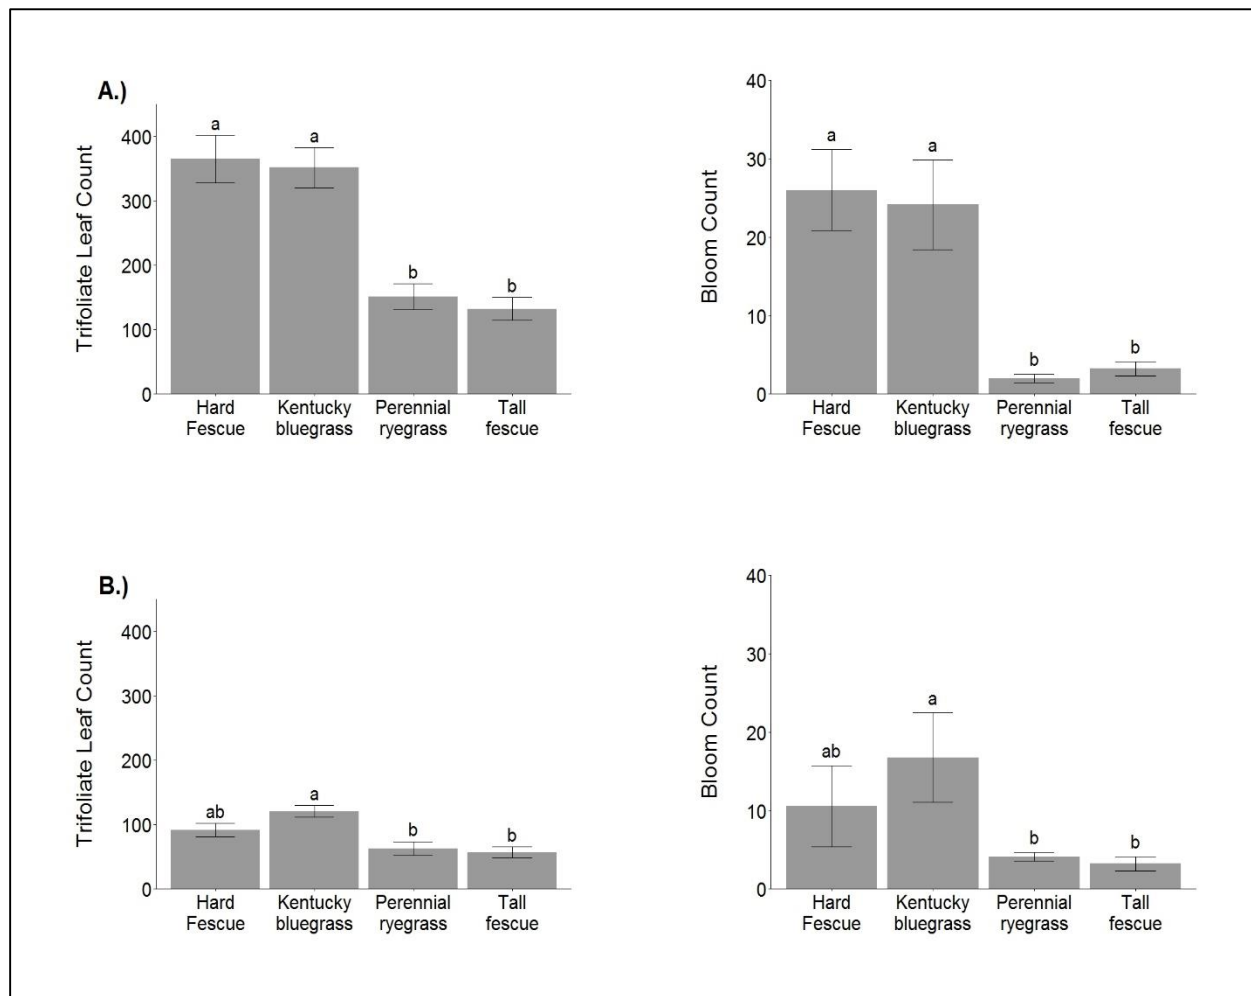 A.)
Trifoliate Leaf Count
400
300
200
100
0
a
a
b
b
Hard
Fescue
Kentucky
bluegrass
Perennial
ryegrass
Tall
fescue
Bloom Count
40
30
20
10
0
a
a
b
b
Hard
Fescue
Kentucky
bluegrass
Perennial
ryegrass
Tall
fescue
B.)
Trifoliate Leaf Count
400
300
200
100
0
ab
a
b
b
Hard
Fescue
Kentucky
bluegrass
Perennial
ryegrass
Tall
fescue
Bloom Count
40
30
20
10
0
ab
a
b
b
Hard
Fescue
Kentucky
bluegrass
Perennial
ryegrass
Tall
fescue